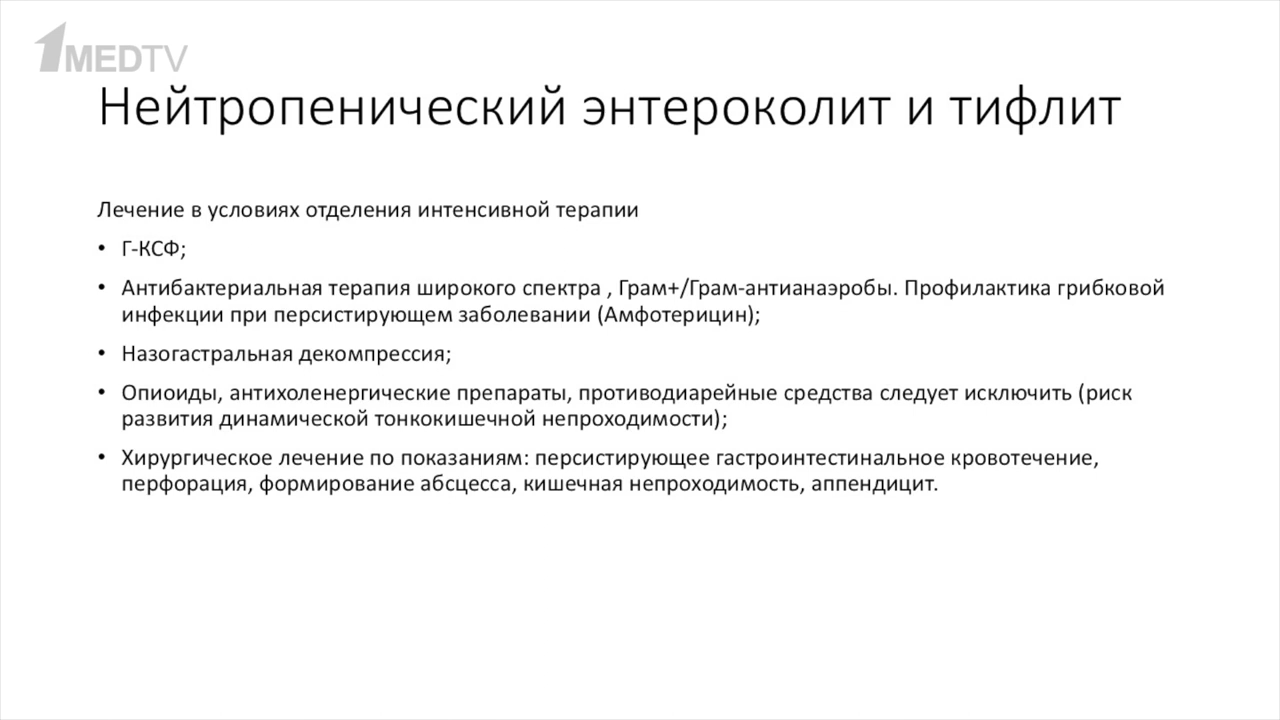 1MEDTV
Нейтропенический энтероколит и тифлит
Лечение в условиях отделения интенсивной терапии
• Г-КСФ;
• Антибактериальная терапия широкого спектра , Грам+/Грам-антианаэробы. Профилактика грибковой
инфекции при персистирующем заболевании (Амфотерицин);
• Назогастральная декомпрессия;
• Опиоиды, антихоленергические препараты, противодиарейные средства следует исключить (риск
развития динамической тонкокишечной непроходимости);
• Хирургическое лечение по показаниям: персистирующее гастроинтестинальное кровотечение,
перфорация, формирование абсцесса, кишечная непроходимость, аппендицит.